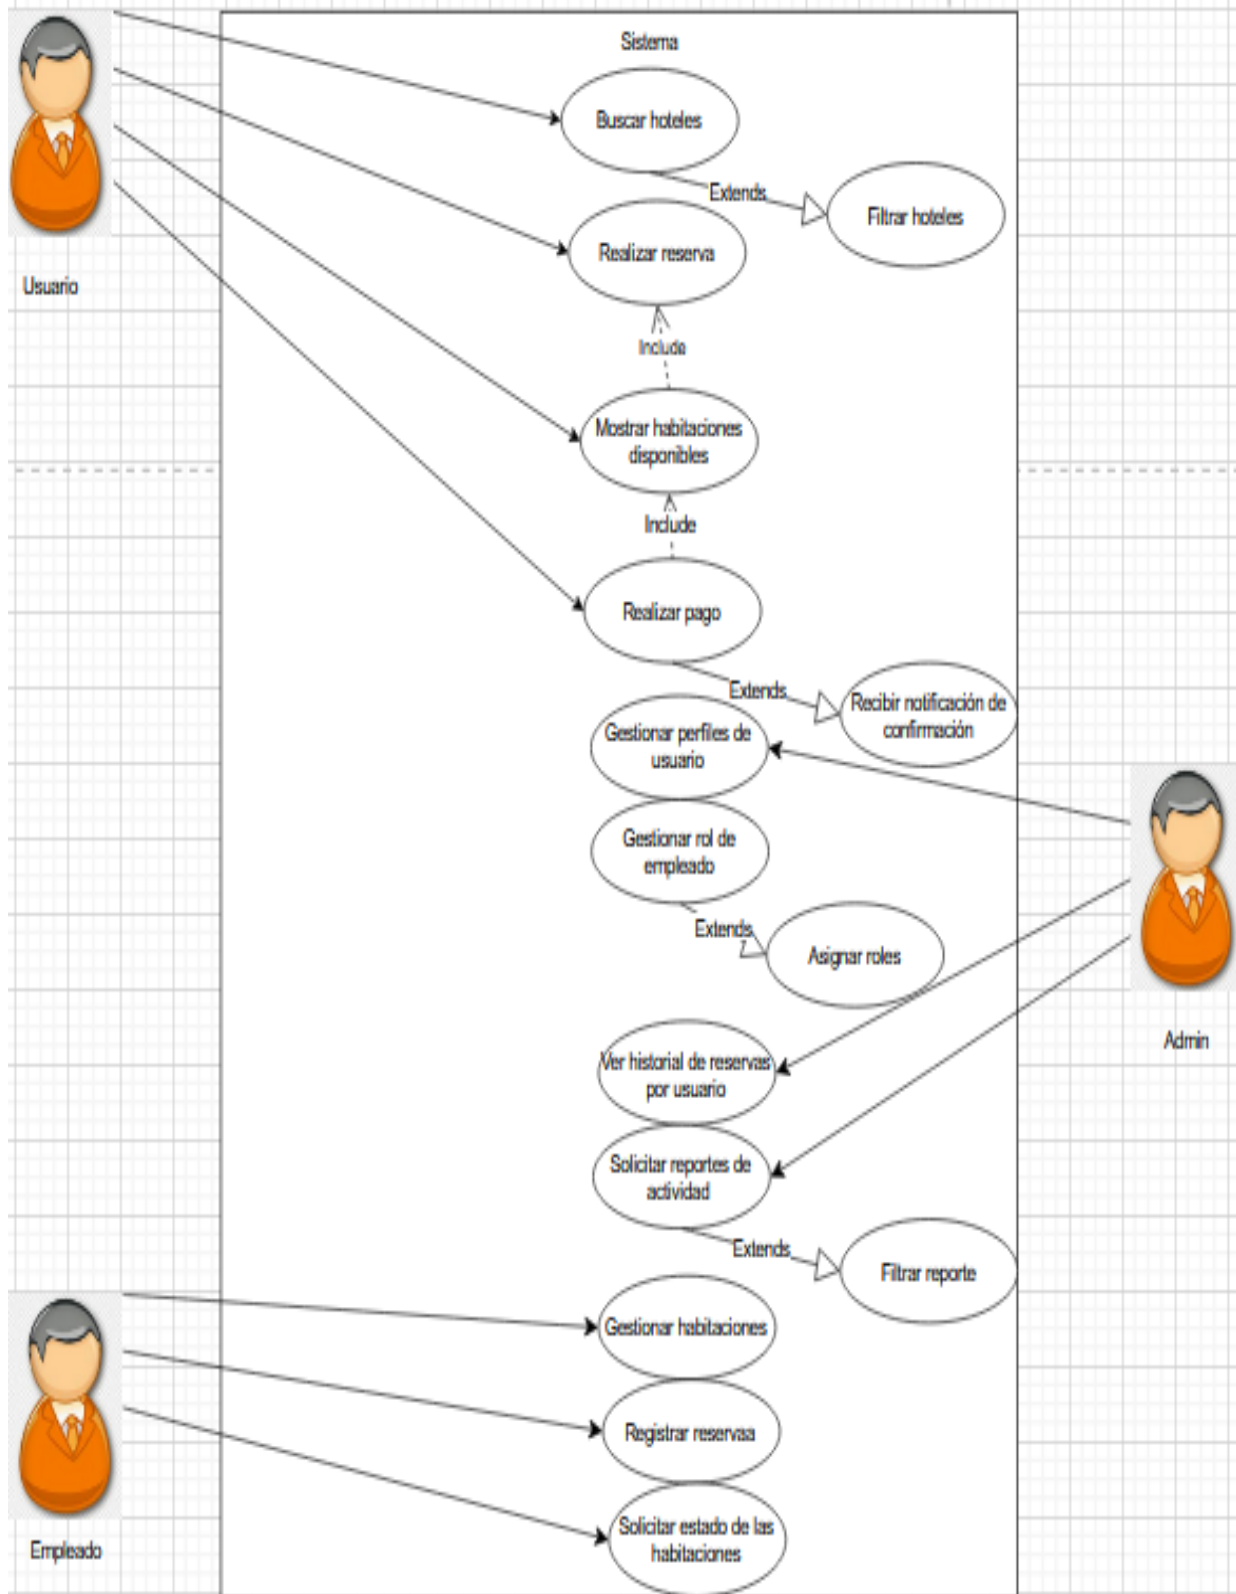 Sistema
Buscar hoteles
Extends
Filtrar hoteles
Realizar reserva
Usuario
Include
Mostrar habitaciones
disponibles
Include
Realizar pago
Extends
Recibir notificación de
confirmación
Gestionar perfiles de
usuario
Gestionar rol de
empleado
Extends
Asignar roles
Admin
Ver historial de reservas
por usuario
Solicitar reportes de
actividad
Extends
Filtrar reporte
Gestionar habitaciones
Registrar reservaa
Solicitar estado de las
habitaciones
Empleado